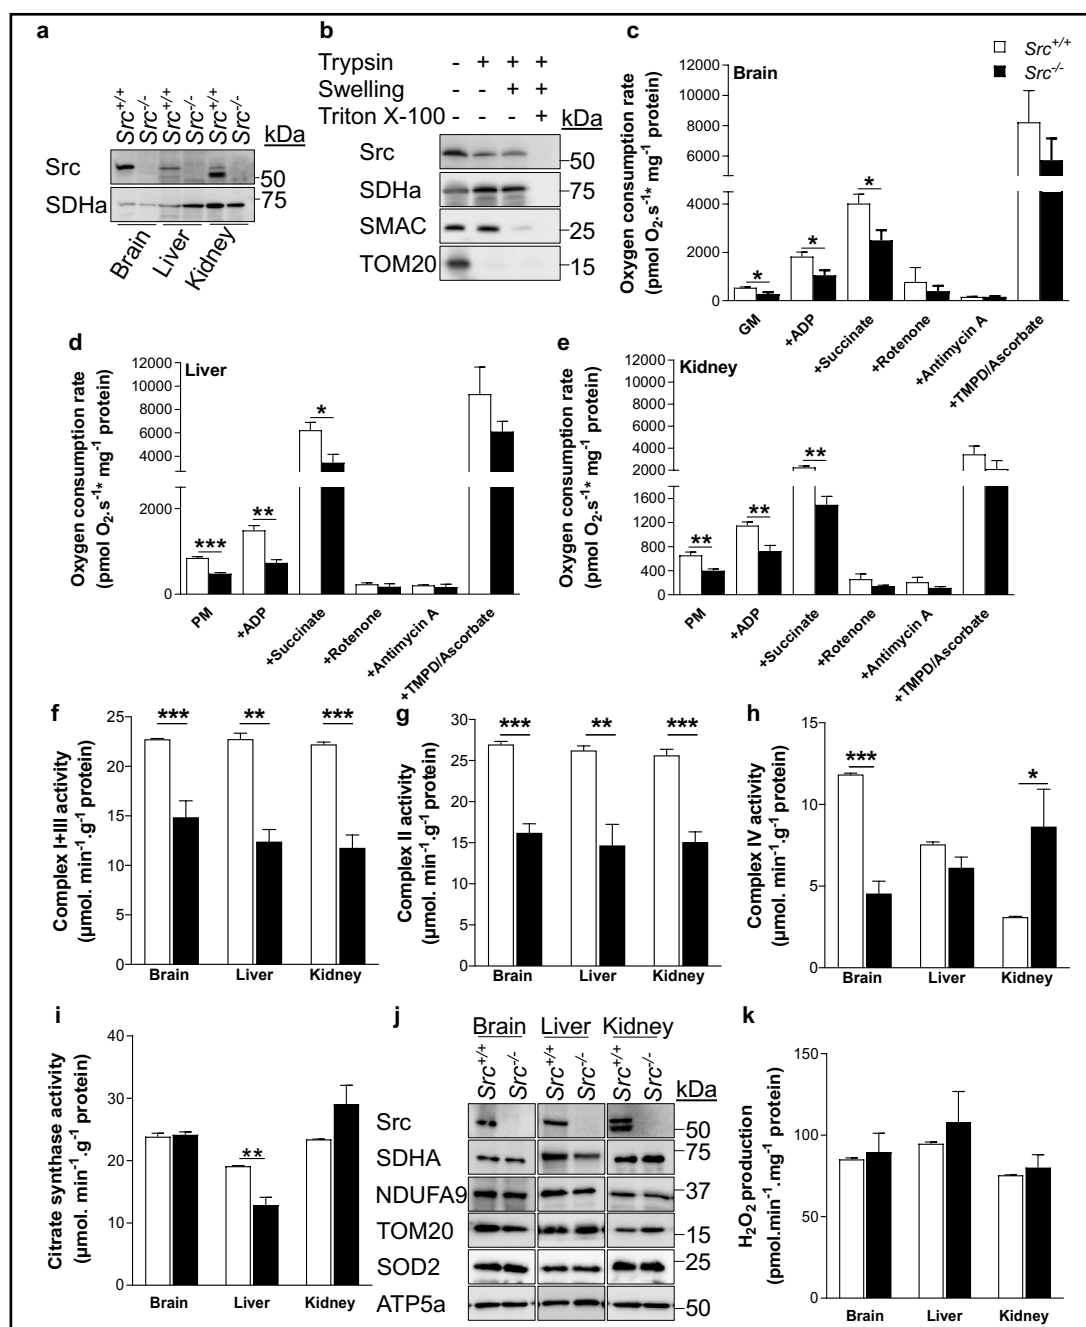 a
Src+/+ Src-/- Src+/+ Src-/- Src+/+ Src-/-
kDa
Src
50
SDHa
75
Brain Liver Kidney
b
Trypsin - + + +
Swelling - - + +
Triton X-100 - - - +
kDa
Src
50
SDHa
75
SMAC
25
TOM20
15
c
Brain
Src+/+
Src-/-
Oxygen consumption rate
(pmol O2.s-1* mg-1 protein)
12000
10000
8000
6000
4000
2000
0
* * *
GM +ADP +Succinate +Rotenone +Antimycin A +TMPD/Ascorbate
d
Liver
Oxygen consumption rate
(pmol O2.s-1* mg-1 protein)
12000
10000
8000
6000
4000
2000
2000
0
*** ** *
PM +ADP +Succinate +Rotenone +Antimycin A +TMPD/Ascorbate
e
Kidney
Oxygen consumption rate
(pmol O2.s-1* mg-1 protein)
12000
10000
8000
6000
4000
2000
1600
1200
800
400
0
** ** **
PM +ADP +Succinate +Rotenone +Antimycin A +TMPD/Ascorbate
f
Complex I+III activity
(µmol. min-1.g-1 protein)
25
20
15
10
5
0
*** ** ***
Brain Liver Kidney
g
Complex II activity
(µmol. min-1.g-1 protein)
30
25
20
15
10
5
0
*** ** ***
Brain Liver Kidney
h
Complex IV activity
(µmol. min-1.g-1 protein)
15
10
5
0
*** *
Brain Liver Kidney
i
Citrate synthase activity
(µmol. min-1.g-1 protein)
40
30
20
10
0
**
Brain Liver Kidney
j
Brain Liver Kidney
Src+/+ Src-/- Src+/+ Src-/- Src+/+ Src-/-
kDa
Src
50
SDHA
75
NDUFA9
37
TOM20
15
SOD2
25
ATP5a
50
k
H2O2 production
(pmol.min-1.mg-1 protein)
150
100
50
0
Brain Liver Kidney